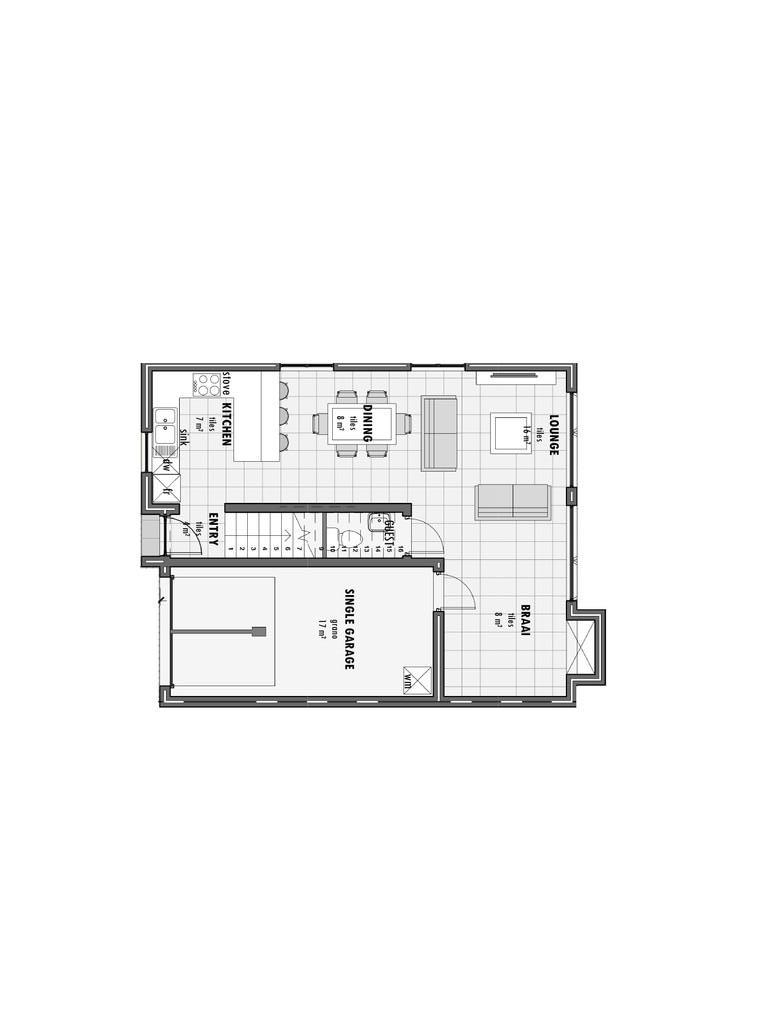 stove
KITCHEN
tiles
7 m²
sink
dw
fr
DINING
tiles
8 m²
LOUNGE
tiles
16 m²
ENTRY
tiles
4 m²
1 2 3 4 5 6 7 9 10 11 12 13 14 15 16
GUEST
SINGLE GARAGE
grano
17 m²
wm
BRAAI
tiles
8 m²